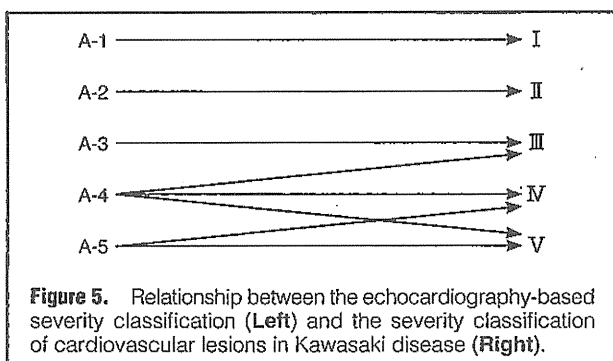 A-1 Ⅰ
A-2 Ⅱ
A-3 Ⅲ
A-4 Ⅳ
A-5 Ⅴ
Figure 5. Relationship between the echocardiography-based
severity classification (Left) and the severity classification
of cardiovascular lesions in Kawasaki disease (Right).